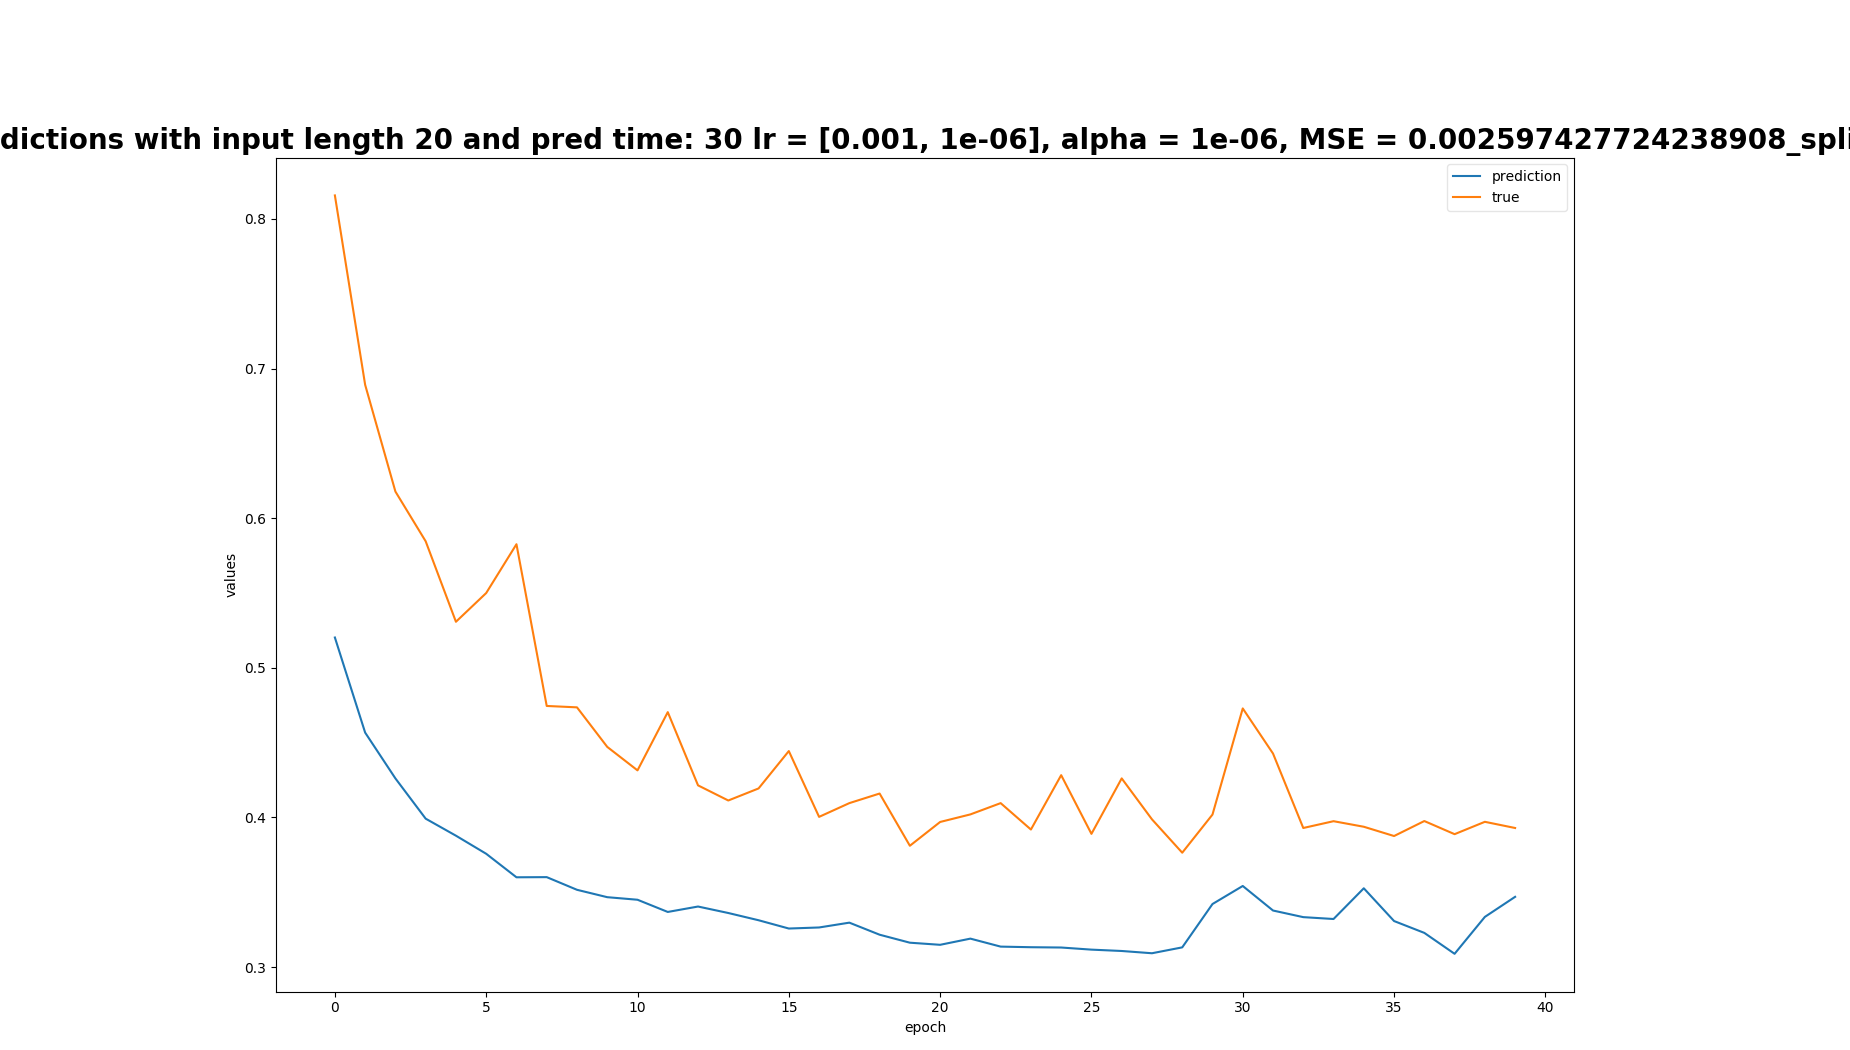 dictions with input length 20 and pred time: 30 lr = [0.001, 1e-06], alpha = 1e-06, MSE = 0.002597427724238908_spli
prediction
true
0.8
0.7
0.6
0.5
0.4
0.3
values
0 5 10 15 20 25 30 35 40
epoch